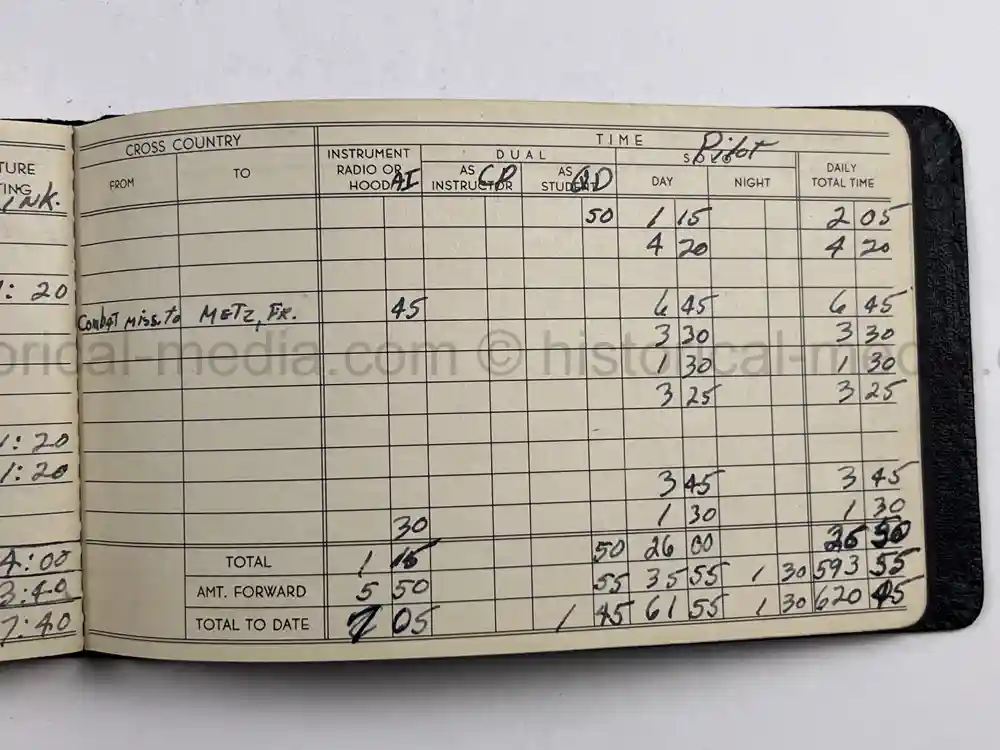 CROSS COUNTRY TIME
TURE INSTRUMENT DUAL SOLO Pilot DAILY
TING FROM TO RADIO OR HOOD AI AS INSTRUCTOR CP AS STUDENT DAY NIGHT TOTAL TIME
INK.
50 1 15 2 05
4 20 4 20
1: 20
Combat miss. to METZ, FR. 45 6 45 6 45
3 30 3 30
1 30 1 30
historical-media.com © historical-media.
3 25 3 25
1: 20
1: 20 3 45 3 45
30 1 30 1 30
4:00 TOTAL 1 15 50 26 00 26 50
3:40 AMT. FORWARD 5 50 55 35 55 1 30 593 55
7:40 TOTAL TO DATE 7 05 1 45 61 55 1 30 620 45